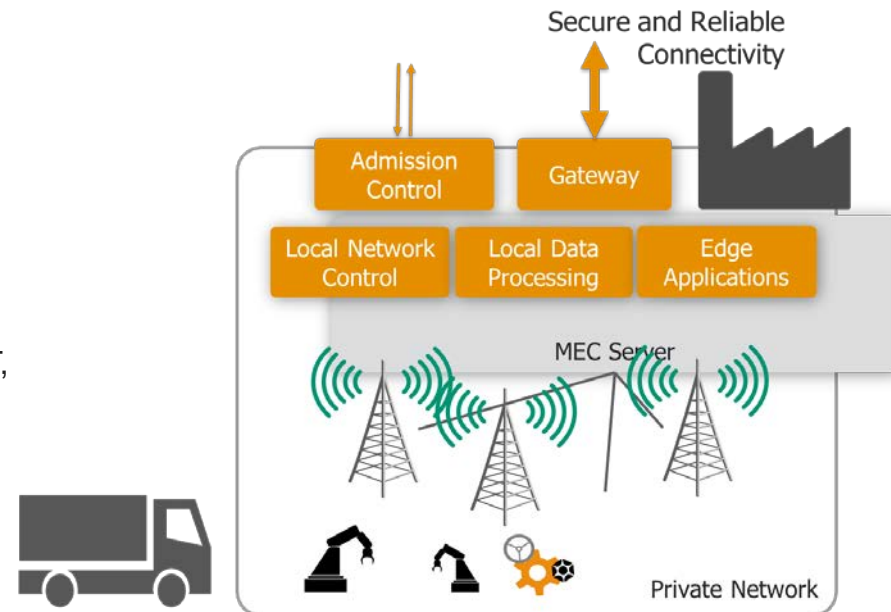 Secure and Reliable
Connectivity
Admission
Control
Gateway
Local Network
Control
Local Data
Processing
Edge
Applications
MEC Server
,
Private Network